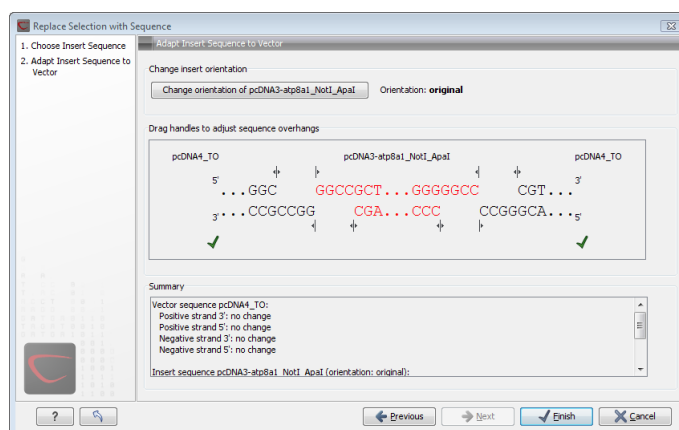 Replace Selection with Sequence
1. Choose Insert Sequence
2. Adapt Insert Sequence to
Vector
Adapt Insert Sequence to Vector
Change insert orientation
Change orientation of pcDNA3-atp8a1_NotI_ApaI Orientation: original
Drag handles to adjust sequence overhangs
pcDNA4_TO pcDNA3-atp8a1_NotI_ApaI pcDNA4_TO
5' ...GGC GGCCGCT...GGGGGCC CGT... 3'
3' ...CCGCCGG CGA...CCC CCGGGCA... 5'
Summary
Vector sequence pcDNA4_TO:
Positive strand 3': no change
Positive strand 5': no change
Negative strand 3': no change
Negative strand 5': no change
Insert sequence pcDNA3-atp8a1_NotI_ApaI (orientation: original):
? Previous Next Finish Cancel